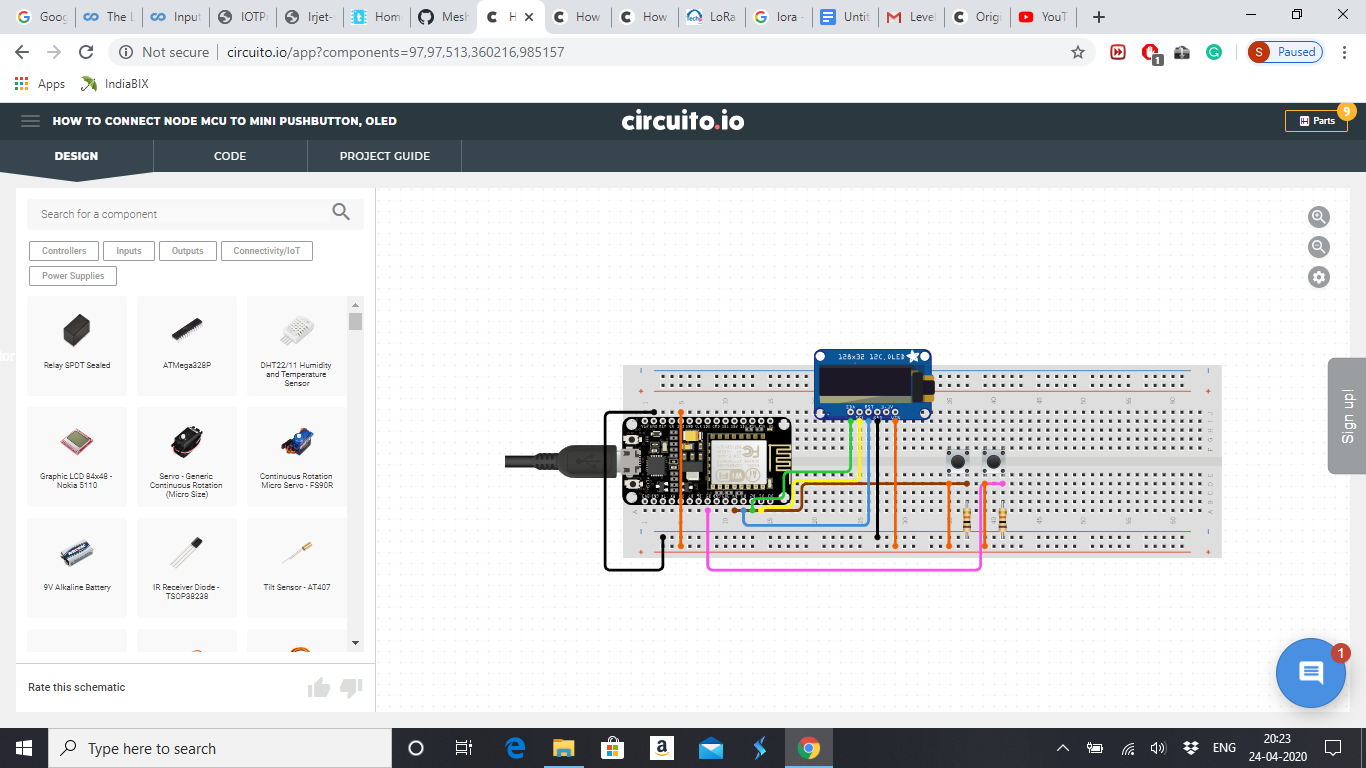 Goog
The L
Input
IOTP
Irjet-
Hom
Mesh
H
How
How
LoRa
lora -
Untit
Level
Origi
YouT
Not secure
circuito.io/app?components=97,97,513,360216,985157
1
S
Paused
Apps
IndiaBIX
HOW TO CONNECT NODE MCU TO MINI PUSHBUTTON, OLED
circuito.io
Parts
9
DESIGN
CODE
PROJECT GUIDE
Search for a component
Controllers
Inputs
Outputs
Connectivity/IoT
Power Supplies
Relay SPDT Sealed
ATMega328P
DHT22/11 Humidity
and Temperature
Sensor
Graphic LCD 84x48 -
Nokia 5110
Servo - Generic
Continuous Rotation
(Micro Size)
Continuous Rotation
Micro Servo - FS90R
9V Alkaline Battery
IR Receiver Diode -
TSOP38238
Tilt Sensor - AT407
Rate this schematic
tor
128x32 I2C OLED
Sign up!
1
Type here to search
ENG
20:23
24-04-2020